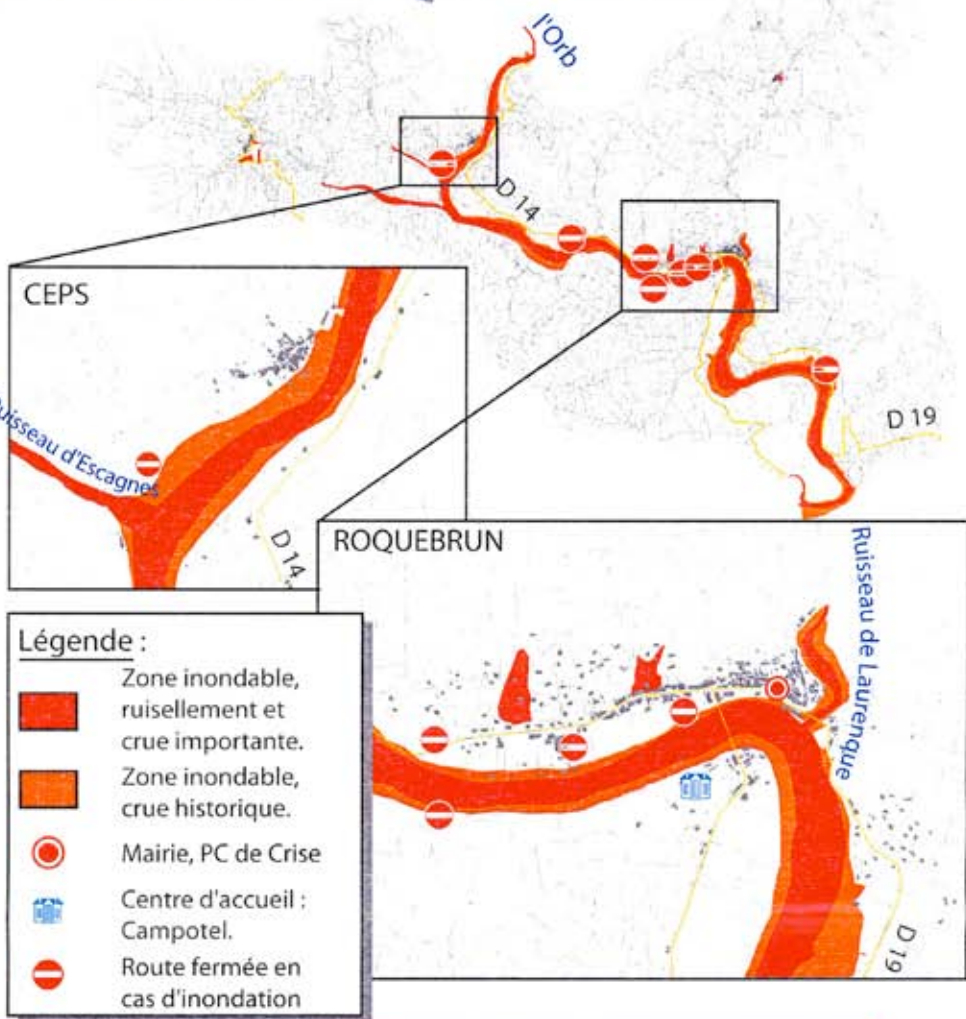 l'Orb
D 14
D 19
CEPS
Ruisseau d'Escagnes
D 14
ROQUEBRUN
Ruisseau de Laurenque
D 19
Légende :
Zone inondable,
ruisellement et
crue importante.
Zone inondable,
crue historique.
Mairie, PC de Crise
Centre d'accueil :
Campotel.
Route fermée en
cas d'inondation